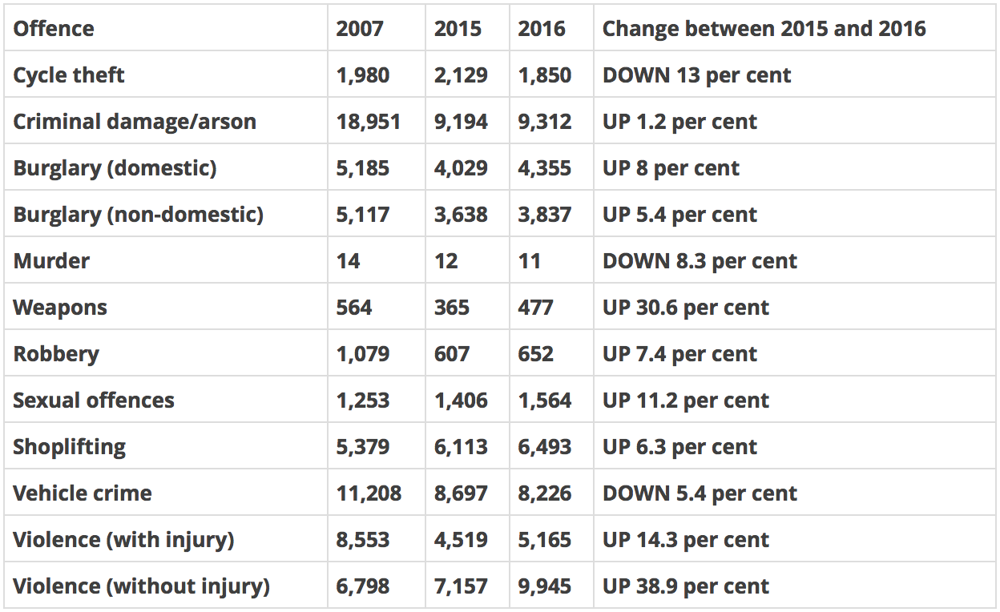 Offence 2007 2015 2016 Change between 2015 and 2016
Cycle theft 1,980 2,129 1,850 DOWN 13 per cent
Criminal damage/arson 18,951 9,194 9,312 UP 1.2 per cent
Burglary (domestic) 5,185 4,029 4,355 UP 8 per cent
Burglary (non-domestic) 5,117 3,638 3,837 UP 5.4 per cent
Murder 14 12 11 DOWN 8.3 per cent
Weapons 564 365 477 UP 30.6 per cent
Robbery 1,079 607 652 UP 7.4 per cent
Sexual offences 1,253 1,406 1,564 UP 11.2 per cent
Shoplifting 5,379 6,113 6,493 UP 6.3 per cent
Vehicle crime 11,208 8,697 8,226 DOWN 5.4 per cent
Violence (with injury) 8,553 4,519 5,165 UP 14.3 per cent
Violence (without injury) 6,798 7,157 9,945 UP 38.9 per cent